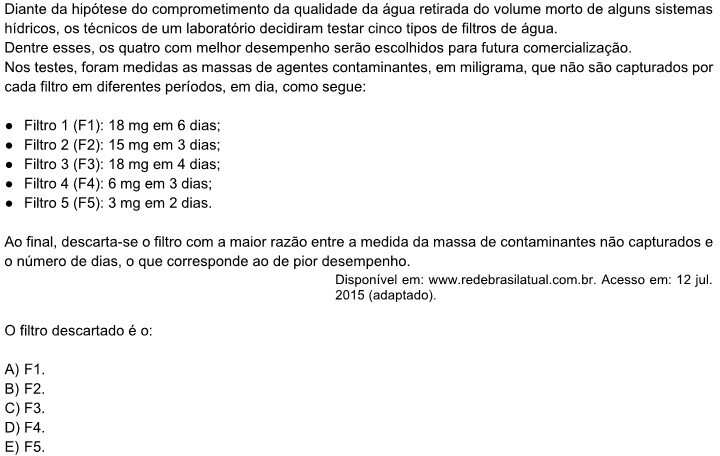 Diante da hipótese do comprometimento da qualidade da água retirada do volume morto de alguns sistemas
hídricos, os técnicos de um laboratório decidiram testar cinco tipos de filtros de água.
Dentre esses, os quatro com melhor desempenho serão escolhidos para futura comercialização.
Nos testes, foram medidas as massas de agentes contaminantes, em miligrama, que não são capturados por
cada filtro em diferentes períodos, em dia, como segue:
● Filtro 1 (F1): 18 mg em 6 dias;
● Filtro 2 (F2): 15 mg em 3 dias;
● Filtro 3 (F3): 18 mg em 4 dias;
● Filtro 4 (F4): 6 mg em 3 dias;
● Filtro 5 (F5): 3 mg em 2 dias.
Ao final, descarta-se o filtro com a maior razão entre a medida da massa de contaminantes não capturados e
o número de dias, o que corresponde ao de pior desempenho.
Disponível em: www.redebrasilatual.com.br. Acesso em: 12 jul.
2015 (adaptado).
O filtro descartado é o:
A) F1.
B) F2.
C) F3.
D) F4.
E) F5.